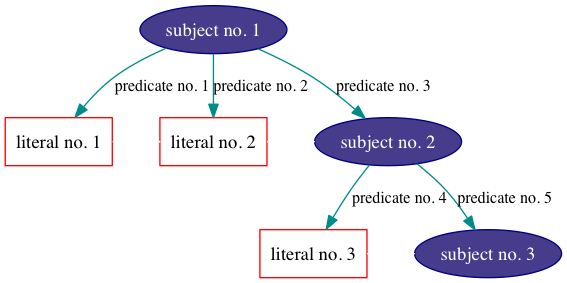 subject no. 1
predicate no. 1
predicate no. 2
predicate no. 3
literal no. 1
literal no. 2
subject no. 2
predicate no. 4
predicate no. 5
literal no. 3
subject no. 3